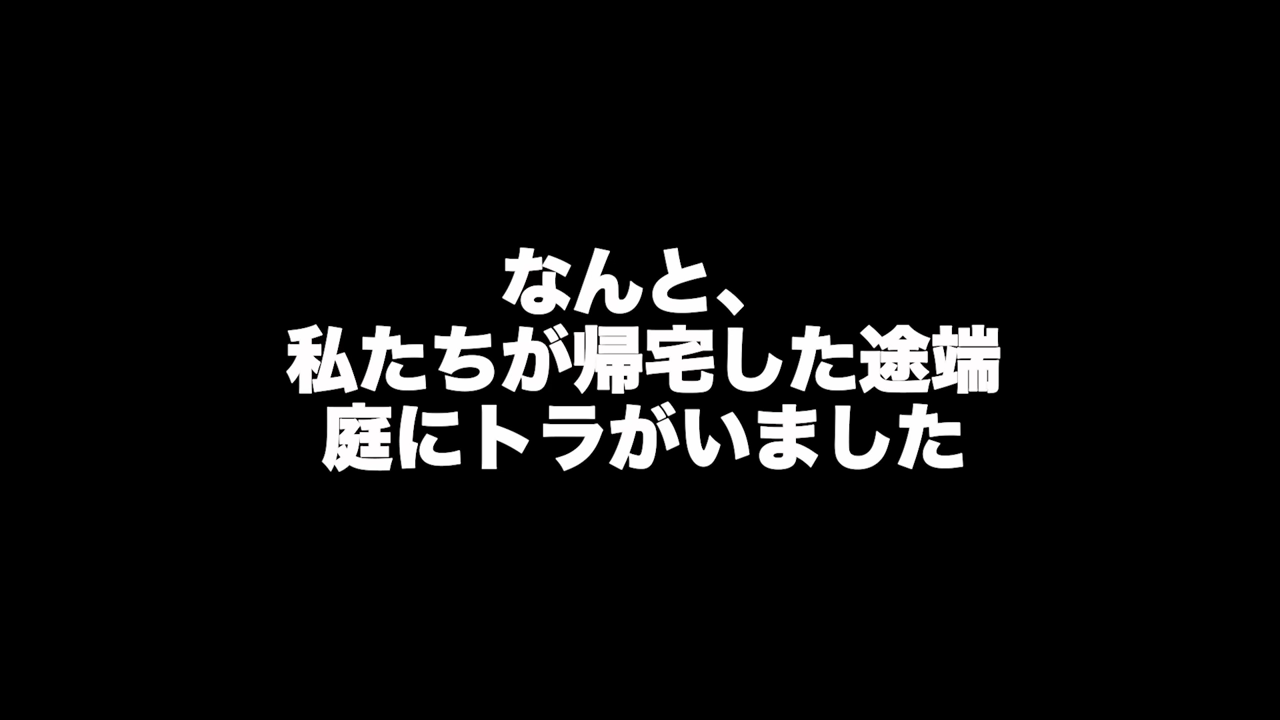 なんと、
私たちが帰宅した途端
庭にトラがいました